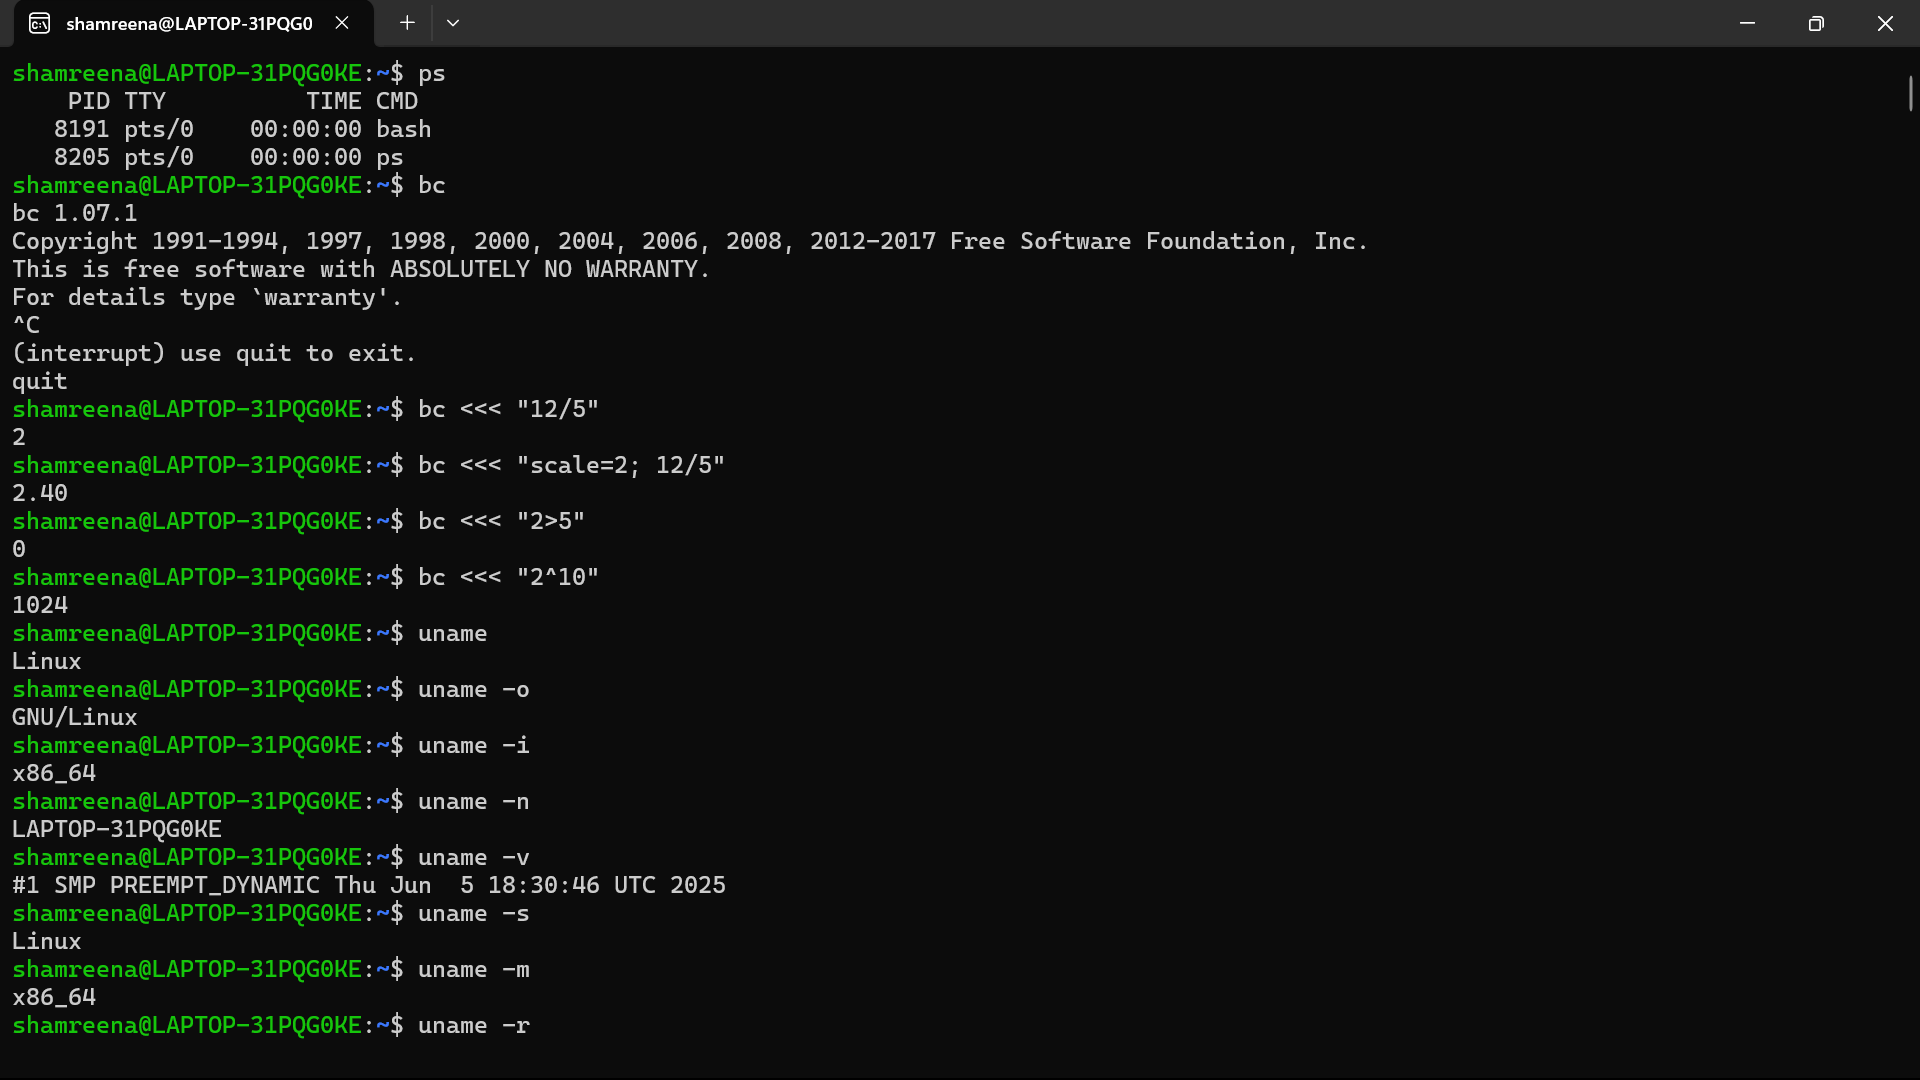 shamreena@LAPTOP-31PQG0
shamreena@LAPTOP-31PQG0KE:~$ ps
    PID TTY          TIME CMD
   8191 pts/0    00:00:00 bash
   8205 pts/0    00:00:00 ps
shamreena@LAPTOP-31PQG0KE:~$ bc
bc 1.07.1
Copyright 1991-1994, 1997, 1998, 2000, 2004, 2006, 2008, 2012-2017 Free Software Foundation, Inc.
This is free software with ABSOLUTELY NO WARRANTY.
For details type `warranty'.
^C
(interrupt) use quit to exit.
quit
shamreena@LAPTOP-31PQG0KE:~$ bc <<< "12/5"
2
shamreena@LAPTOP-31PQG0KE:~$ bc <<< "scale=2; 12/5"
2.40
shamreena@LAPTOP-31PQG0KE:~$ bc <<< "2>5"
0
shamreena@LAPTOP-31PQG0KE:~$ bc <<< "2^10"
1024
shamreena@LAPTOP-31PQG0KE:~$ uname
Linux
shamreena@LAPTOP-31PQG0KE:~$ uname -o
GNU/Linux
shamreena@LAPTOP-31PQG0KE:~$ uname -i
x86_64
shamreena@LAPTOP-31PQG0KE:~$ uname -n
LAPTOP-31PQG0KE
shamreena@LAPTOP-31PQG0KE:~$ uname -v
#1 SMP PREEMPT_DYNAMIC Thu Jun  5 18:30:46 UTC 2025
shamreena@LAPTOP-31PQG0KE:~$ uname -s
Linux
shamreena@LAPTOP-31PQG0KE:~$ uname -m
x86_64
shamreena@LAPTOP-31PQG0KE:~$ uname -r